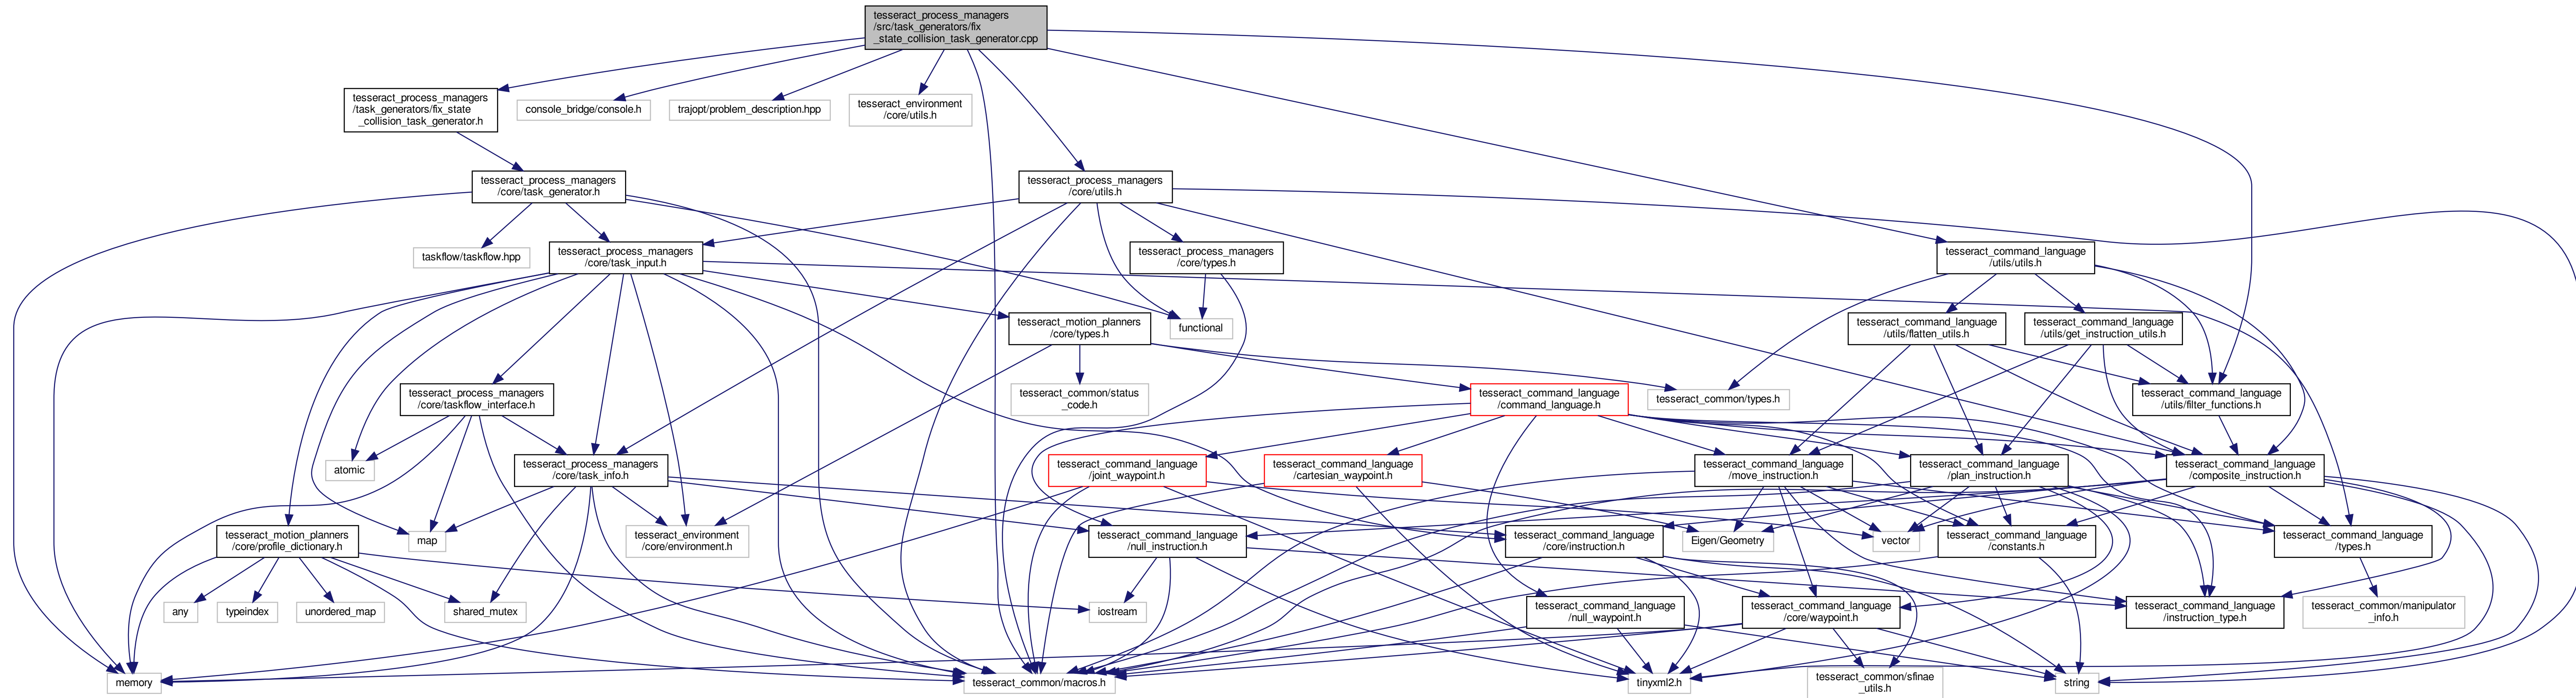 tesseract_process_managers
/src/task_generators/fix
_state_collision_task_generator.cpp
tesseract_process_managers
/task_generators/fix_state
_collision_task_generator.h
console_bridge/console.h
trajopt/problem_description.hpp
tesseract_environment
/core/utils.h
tesseract_process_managers
/core/task_generator.h
tesseract_process_managers
/core/utils.h
taskflow/taskflow.hpp
tesseract_process_managers
/core/task_input.h
tesseract_process_managers
/core/types.h
tesseract_command_language
/utils/utils.h
tesseract_motion_planners
/core/types.h
functional
tesseract_command_language
/utils/flatten_utils.h
tesseract_command_language
/utils/get_instruction_utils.h
tesseract_process_managers
/core/taskflow_interface.h
tesseract_common/status
_code.h
tesseract_command_language
/command_language.h
tesseract_common/types.h
tesseract_command_language
/utils/filter_functions.h
atomic
tesseract_process_managers
/core/task_info.h
tesseract_command_language
/joint_waypoint.h
tesseract_command_language
/cartesian_waypoint.h
tesseract_command_language
/move_instruction.h
tesseract_command_language
/plan_instruction.h
tesseract_command_language
/composite_instruction.h
tesseract_motion_planners
/core/profile_dictionary.h
map
tesseract_environment
/core/environment.h
tesseract_command_language
/null_instruction.h
tesseract_command_language
/core/instruction.h
Eigen/Geometry
vector
tesseract_command_language
/constants.h
tesseract_command_language
/types.h
any
typeindex
unordered_map
shared_mutex
iostream
tesseract_command_language
/null_waypoint.h
tesseract_command_language
/core/waypoint.h
tesseract_command_language
/instruction_type.h
tesseract_common/manipulator
_info.h
memory
tesseract_common/macros.h
tinyxml2.h
tesseract_common/sfinae
_utils.h
string